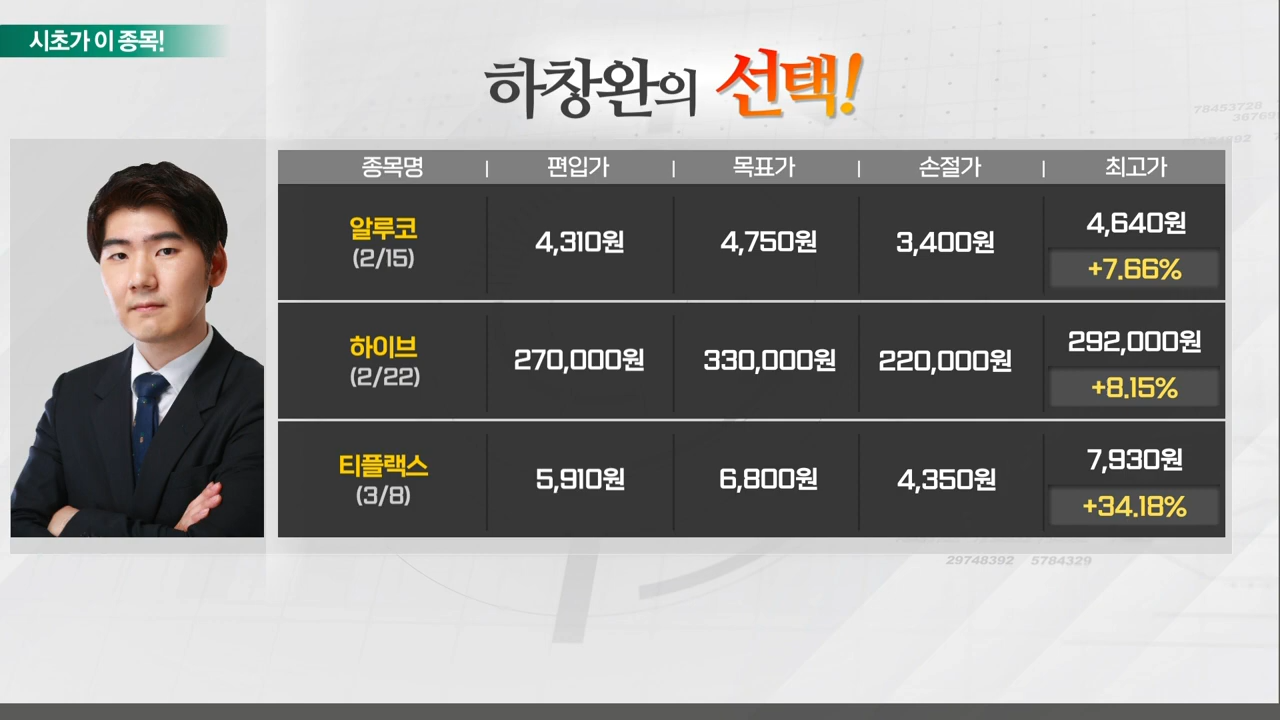 시초가 이 종목!
하창완의 선택!
종목명 | 편입가 | 목표가 | 손절가 | 최고가
알루코
(2/15)
4,310원
4,750원
3,400원
4,640원
+7.66%
하이브
(2/22)
270,000원
330,000원
220,000원
292,000원
+8.15%
티플랙스
(3/8)
5,910원
6,800원
4,350원
7,930원
+34.18%
78453728
29748392 5784329